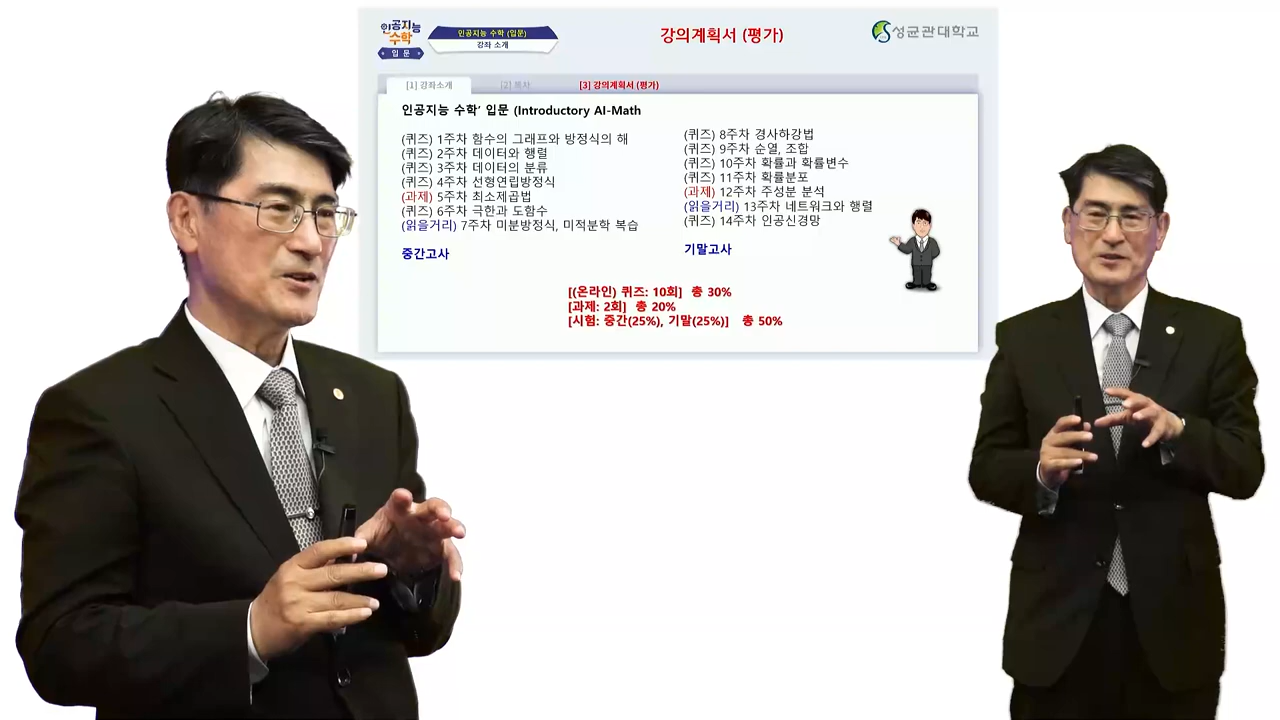 인공지능
수학
입 문
인공지능 수학 (입문)
강좌 소개
강의계획서 (평가)
성균관대학교
[1] 강좌소개
[2] 목차
[3] 강의계획서 (평가)
인공지능 수학’ 입문 (Introductory AI-Math
(퀴즈) 1주차 함수의 그래프와 방정식의 해
(퀴즈) 2주차 데이터와 행렬
(퀴즈) 3주차 데이터의 분류
(퀴즈) 4주차 선형연립방정식
(과제) 5주차 최소제곱법
(퀴즈) 6주차 극한과 도함수
(읽을거리) 7주차 미분방정식, 미적분학 복습
중간고사
(퀴즈) 8주차 경사하강법
(퀴즈) 9주차 순열, 조합
(퀴즈) 10주차 확률과 확률변수
(퀴즈) 11주차 확률분포
(과제) 12주차 주성분 분석
(읽을거리) 13주차 네트워크와 행렬
(퀴즈) 14주차 인공신경망
기말고사
[(온라인) 퀴즈: 10회] 총 30%
[과제: 2회] 총 20%
[시험: 중간(25%), 기말(25%)] 총 50%